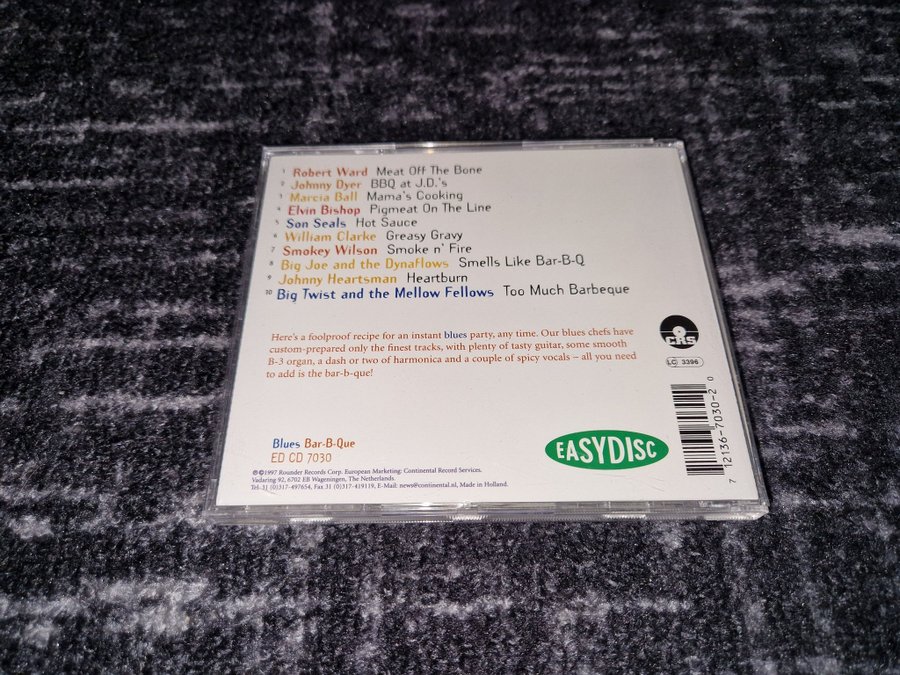 1 Robert Ward Meat Off The Bone
2 Johnny Dyer BBQ at J.D.'s
3 Marcia Ball Mama's Cooking
4 Elvin Bishop Pigmeat On The Line
5 Son Seals Hot Sauce
6 William Clarke Greasy Gravy
7 Smokey Wilson Smoke n' Fire
8 Big Joe and the Dynaflows Smells Like Bar-B-Q
9 Johnny Heartsman Heartburn
10 Big Twist and the Mellow Fellows Too Much Barbeque
Here's a foolproof recipe for an instant blues party, any time. Our blues chefs have
custom-prepared only the finest tracks, with plenty of tasty guitar, some smooth
B-3 organ, a dash or two of harmonica and a couple of spicy vocals – all you need
to add is the bar-b-que!
CRS
LC 3396
Blues Bar-B-Que
ED CD 7030
EASYDISC
7 12136-7030-2 0
℗©1997 Rounder Records Corp. European Marketing: Continental Record Services.
Vadaring 92, 6702 EB Wageningen, The Netherlands.
Tel-31 (0)317-497654, Fax 31 (0)317-419119, E-Mail: news@continental.nl, Made in Holland.